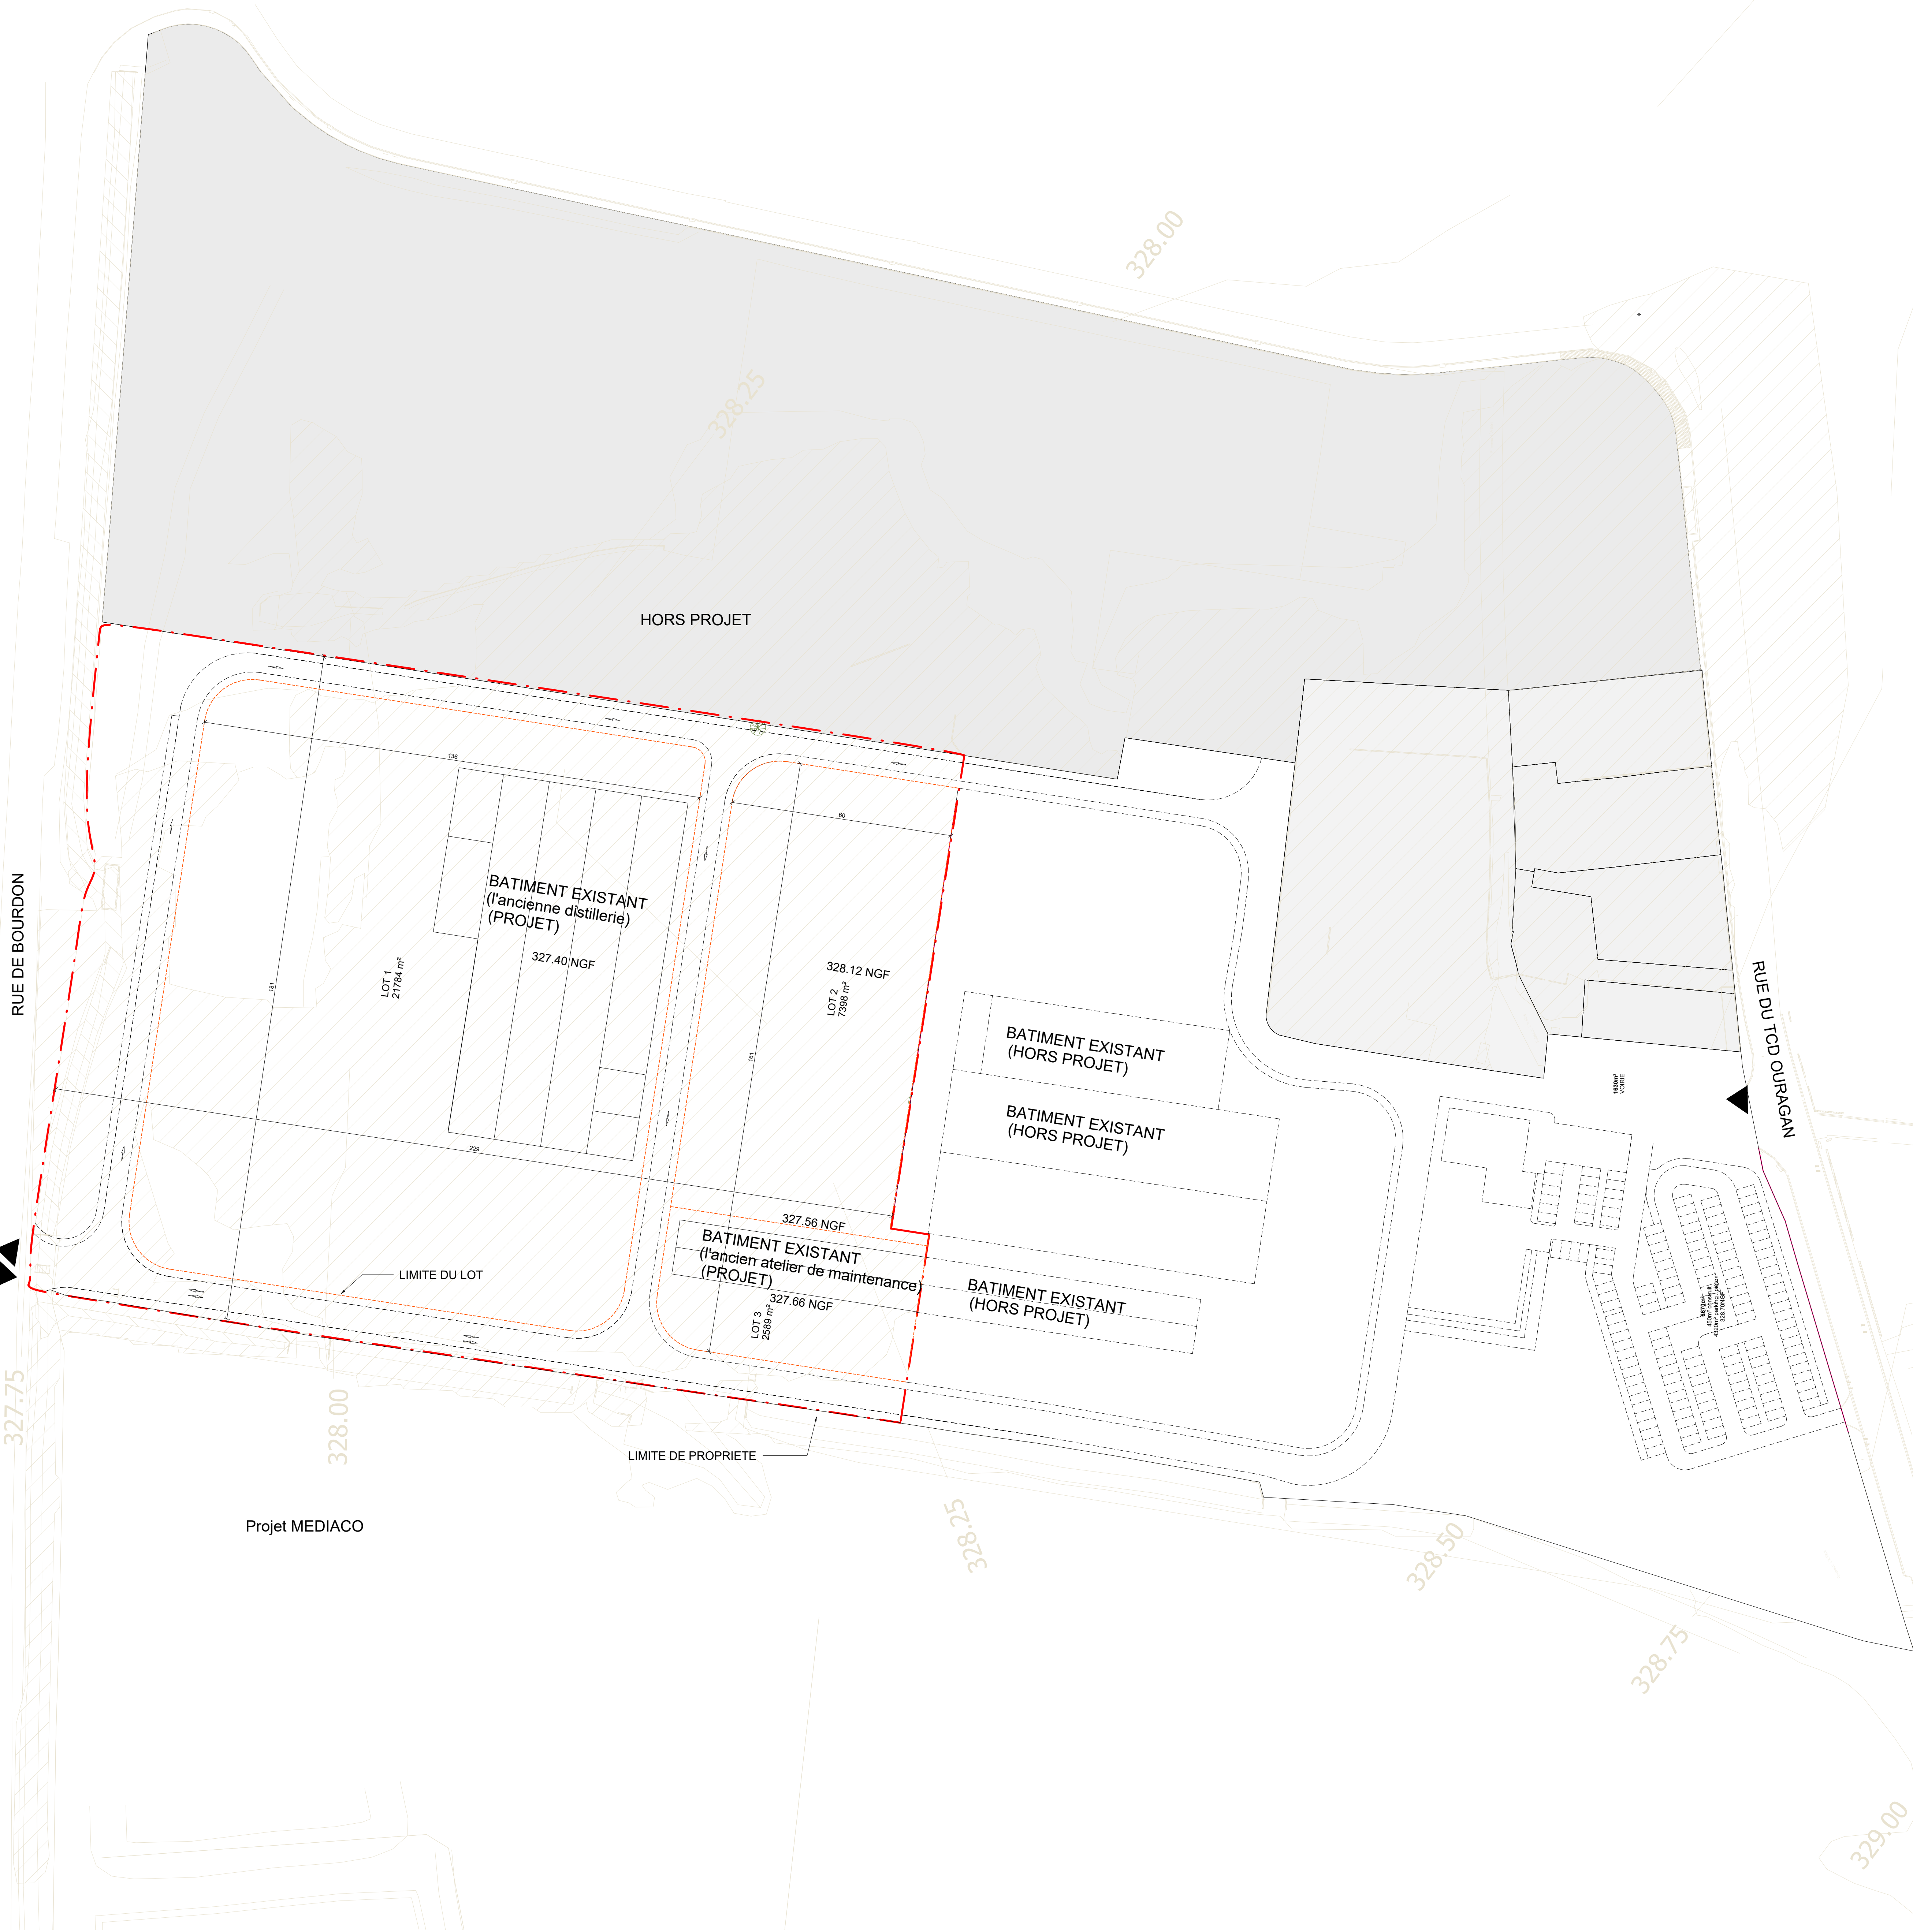 328.00
328.25
HORS PROJET
136
60
BATIMENT EXISTANT
(l'ancienne distillerie)
(PROJET)
327.40 NGF
RUE DE BOURDON
LOT 1
21784 m²
181
328.12 NGF
LOT 2
7398 m²
161
BATIMENT EXISTANT
(HORS PROJET)
BATIMENT EXISTANT
(HORS PROJET)
RUE DU TCD OURAGAN
1630m²
VOIRIE
229
327.56 NGF
BATIMENT EXISTANT
(l'ancien atelier de maintenance)
(PROJET)
327.66 NGF
LOT 3
2589 m²
BATIMENT EXISTANT
(HORS PROJET)
LIMITE DU LOT
328.70NGF
327.75
328.00
LIMITE DE PROPRIETE
Projet MEDIACO
328.25
328.50
328.75
329.00